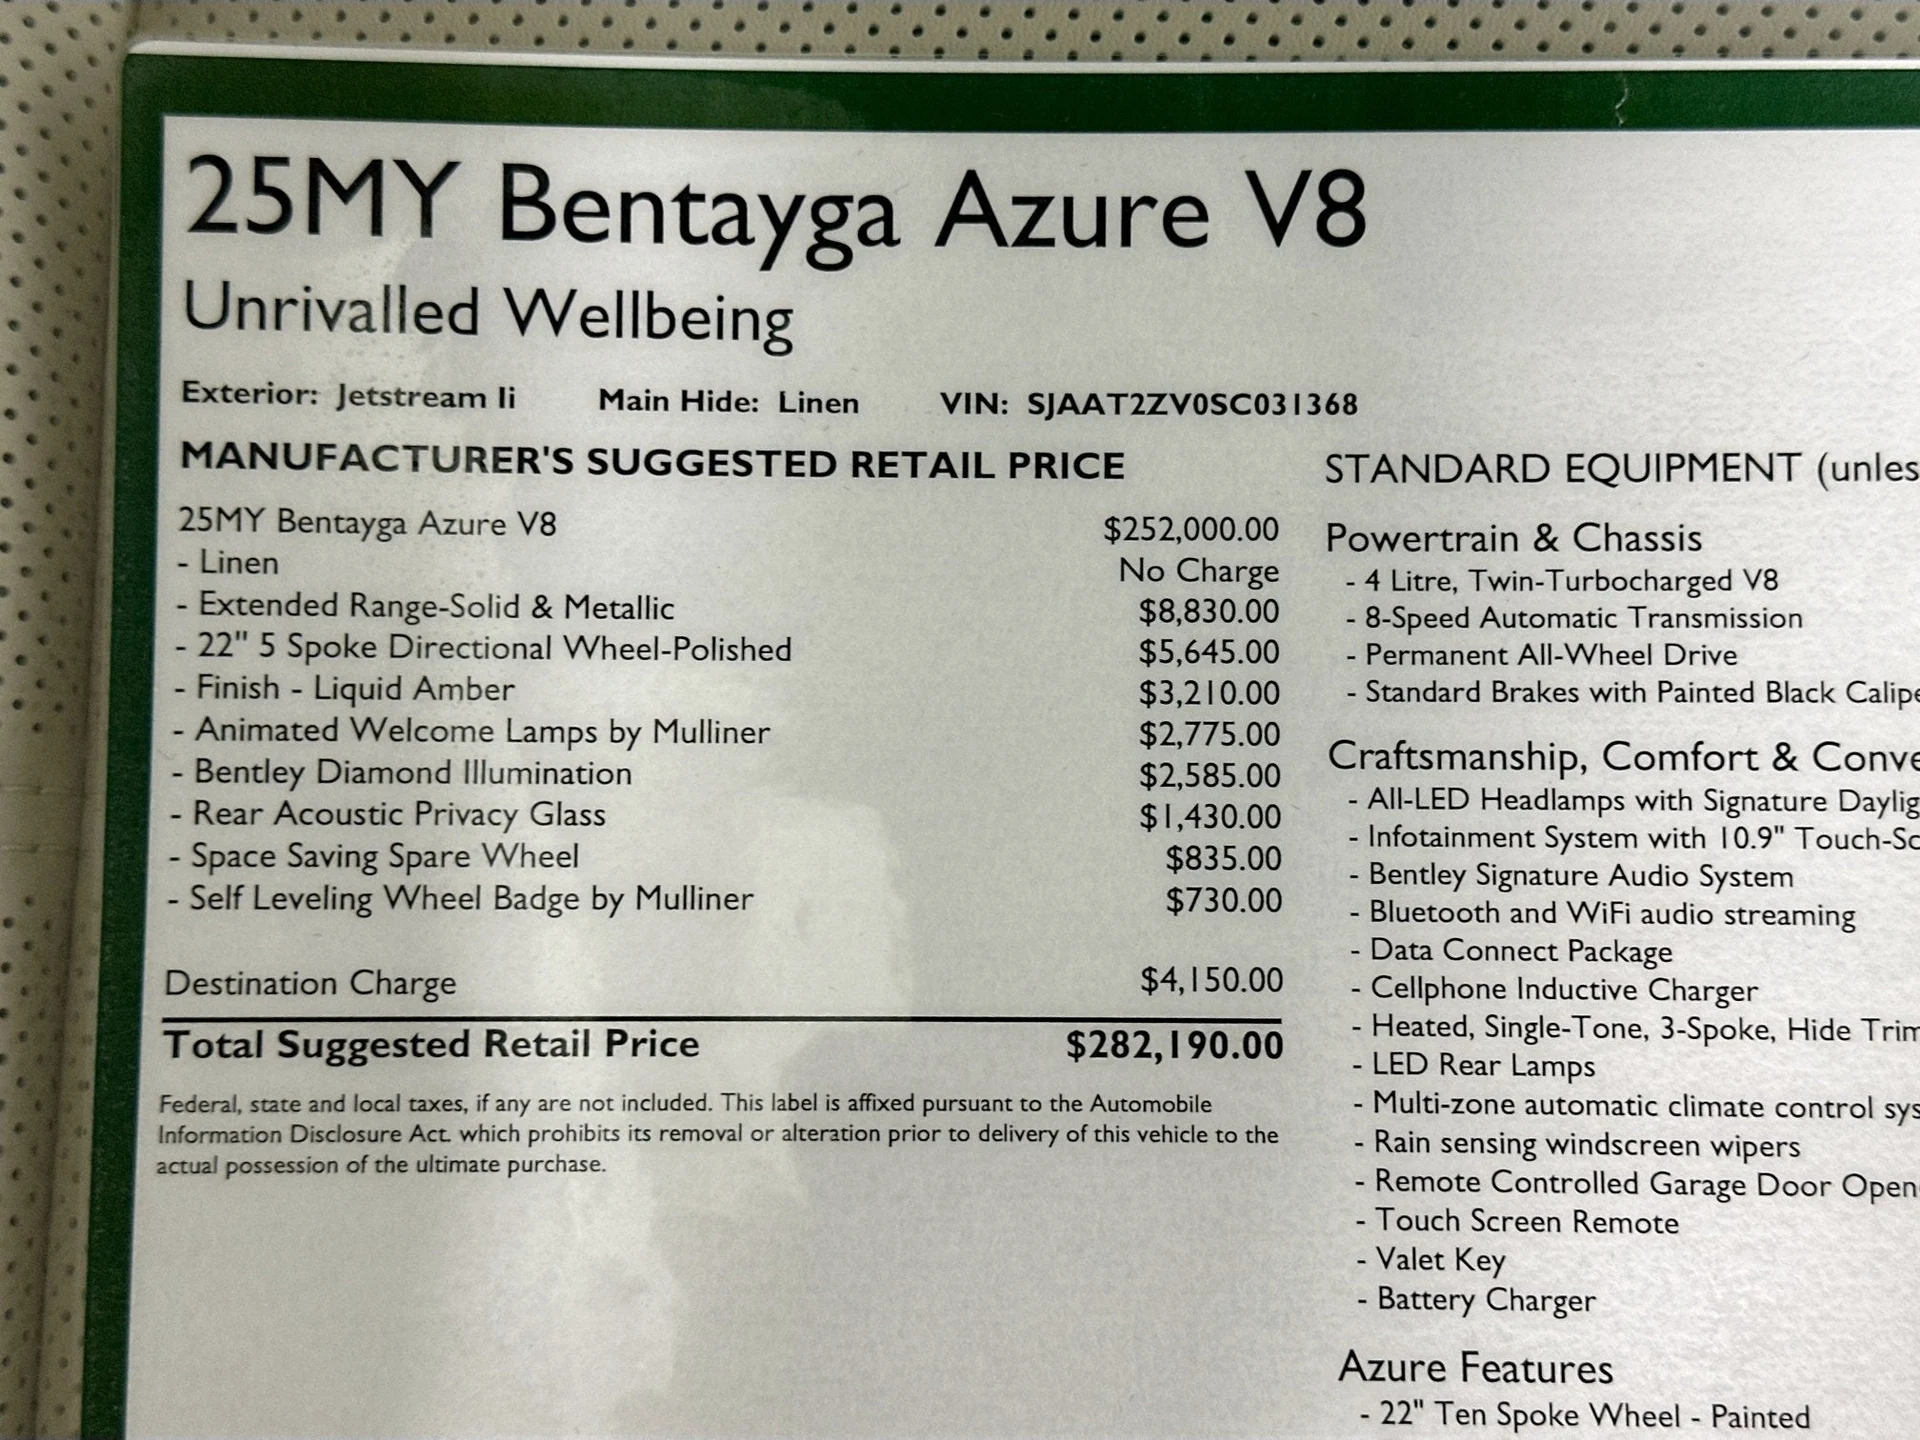 25MY Bentayga Azure V8
Unrivalled Wellbeing
Exterior: Jetstream Ii Main Hide: Linen VIN: SJAAT2ZV0SC031368
MANUFACTURER'S SUGGESTED RETAIL PRICE
25MY Bentayga Azure V8 $252,000.00
- Linen No Charge
- Extended Range-Solid & Metallic $8,830.00
- 22" 5 Spoke Directional Wheel-Polished $5,645.00
- Finish - Liquid Amber $3,210.00
- Animated Welcome Lamps by Mulliner $2,775.00
- Bentley Diamond Illumination $2,585.00
- Rear Acoustic Privacy Glass $1,430.00
- Space Saving Spare Wheel $835.00
- Self Leveling Wheel Badge by Mulliner $730.00
Destination Charge $4,150.00
Total Suggested Retail Price $282,190.00
Federal, state and local taxes, if any are not included. This label is affixed pursuant to the Automobile
Information Disclosure Act. which prohibits its removal or alteration prior to delivery of this vehicle to the
actual possession of the ultimate purchase.
STANDARD EQUIPMENT (unles
Powertrain & Chassis
- 4 Litre, Twin-Turbocharged V8
- 8-Speed Automatic Transmission
- Permanent All-Wheel Drive
- Standard Brakes with Painted Black Calipe
Craftsmanship, Comfort & Conve
- All-LED Headlamps with Signature Daylig
- Infotainment System with 10.9" Touch-Sc
- Bentley Signature Audio System
- Bluetooth and WiFi audio streaming
- Data Connect Package
- Cellphone Inductive Charger
- Heated, Single-Tone, 3-Spoke, Hide Trim
- LED Rear Lamps
- Multi-zone automatic climate control sys
- Rain sensing windscreen wipers
- Remote Controlled Garage Door Open
- Touch Screen Remote
- Valet Key
- Battery Charger
Azure Features
- 22" Ten Spoke Wheel - Painted